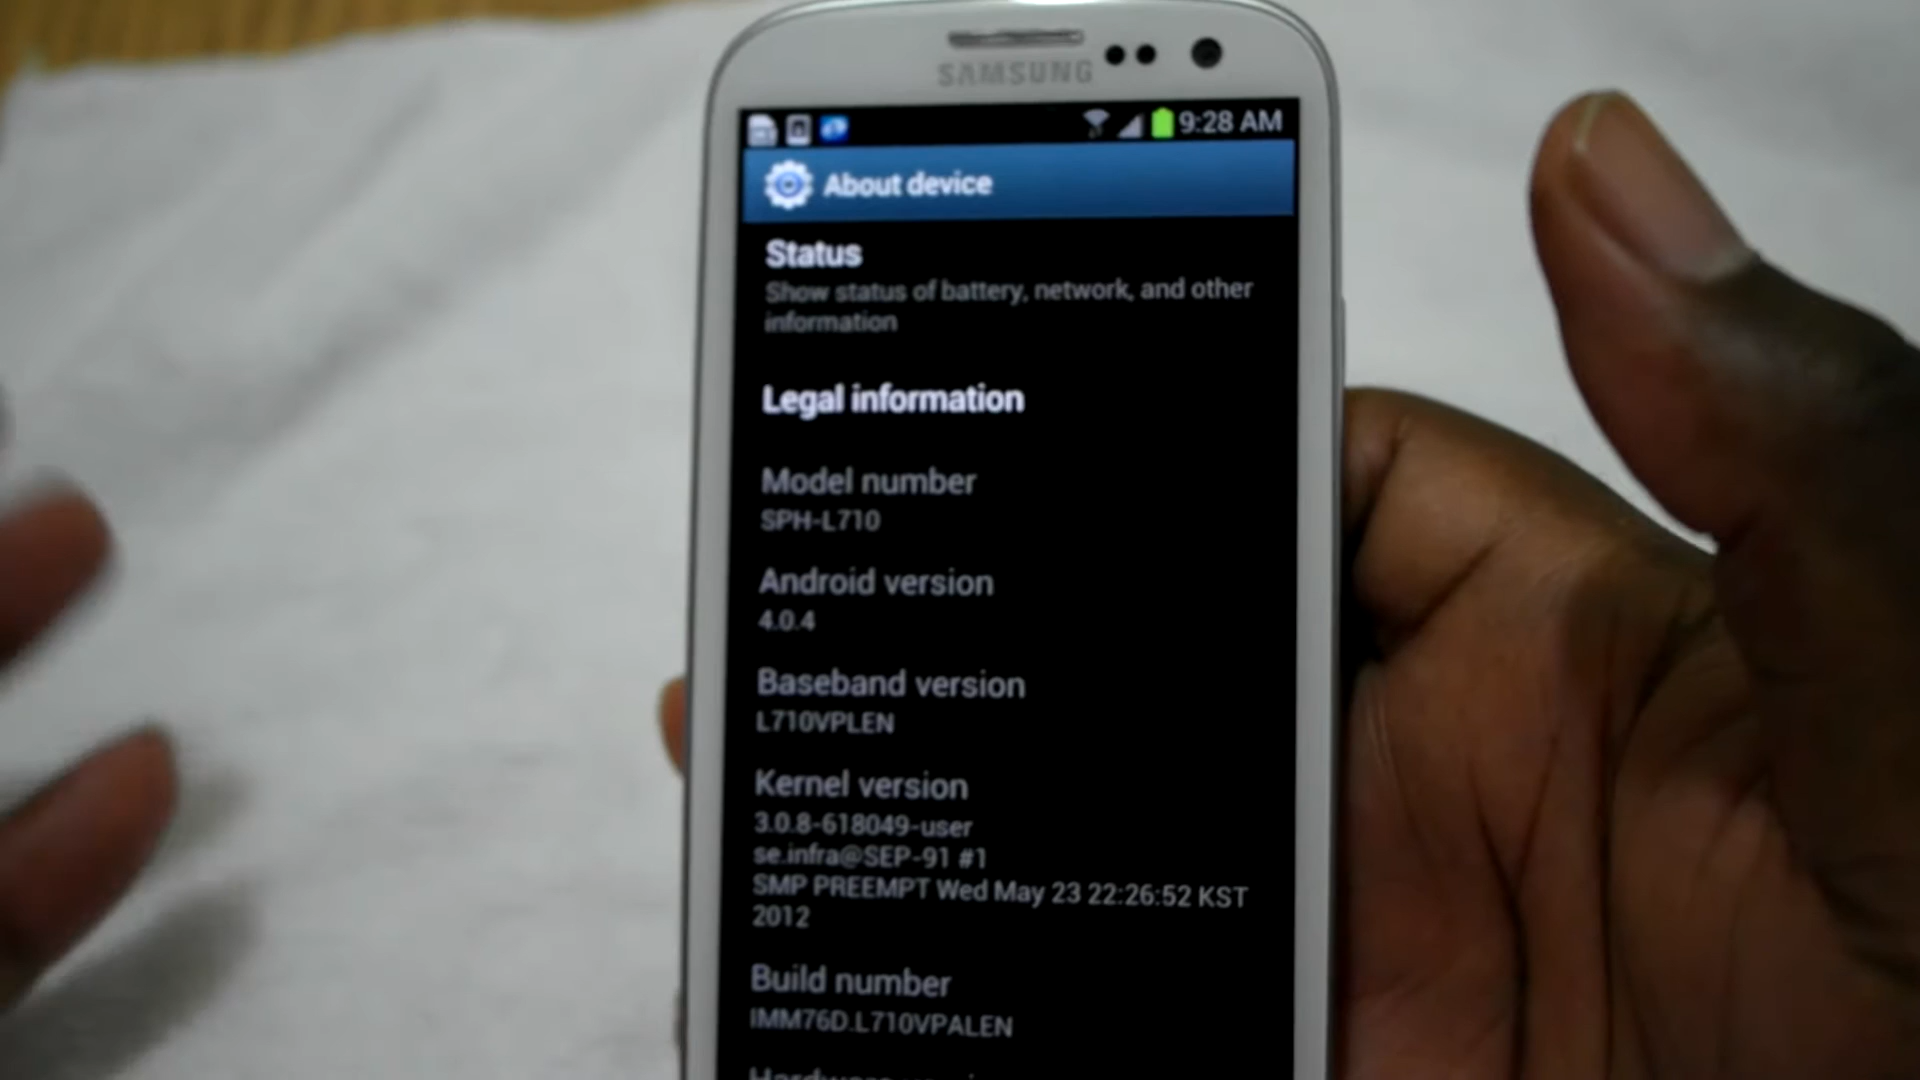 SAMSUNG
9:28 AM
About device
Status
Show status of battery, network, and other
information
Legal information
Model number
SPH-L710
Android version
4.0.4
Baseband version
L710VPLEN
Kernel version
3.0.8-618049-user
se.infra@SEP-91 #1
SMP PREEMPT Wed May 23 22:26:52 KST
2012
Build number
IMM76D.L710VPALEN